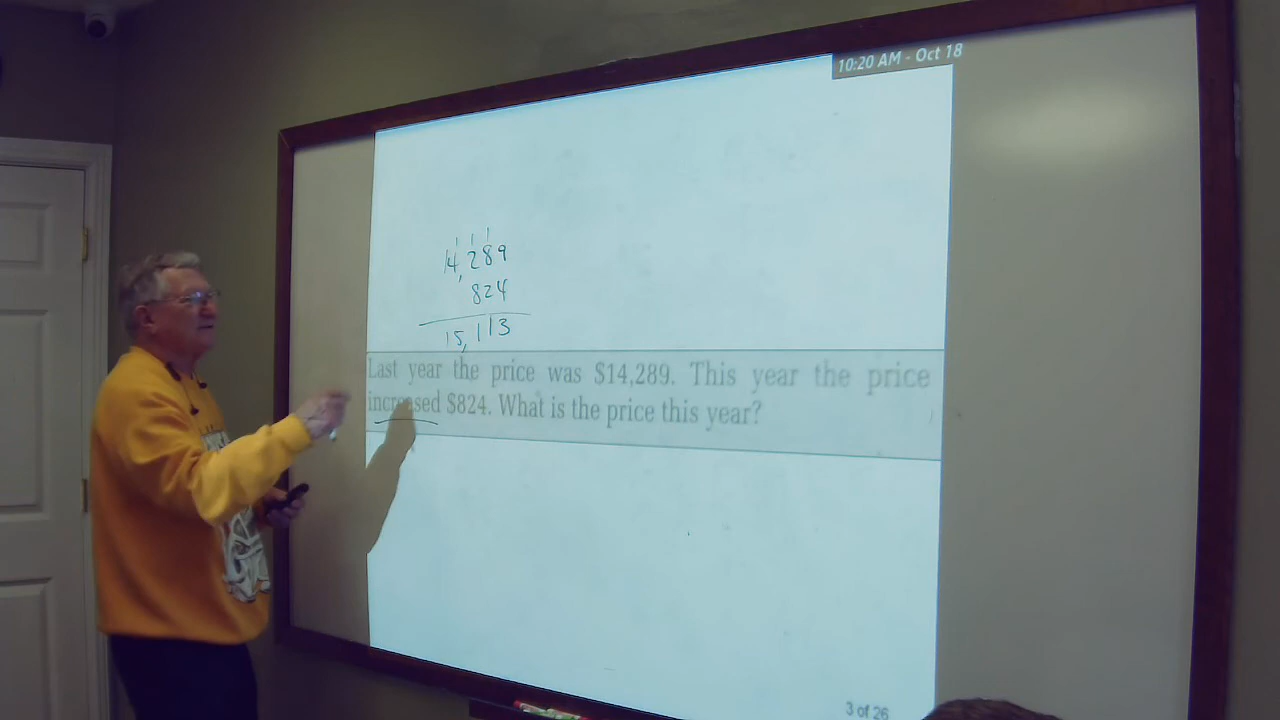 10:20 AM - Oct 18
1 1 1
14,289
824
15,113
Last year the price was $14,289. This year the price
increased $824. What is the price this year?
3 of 26